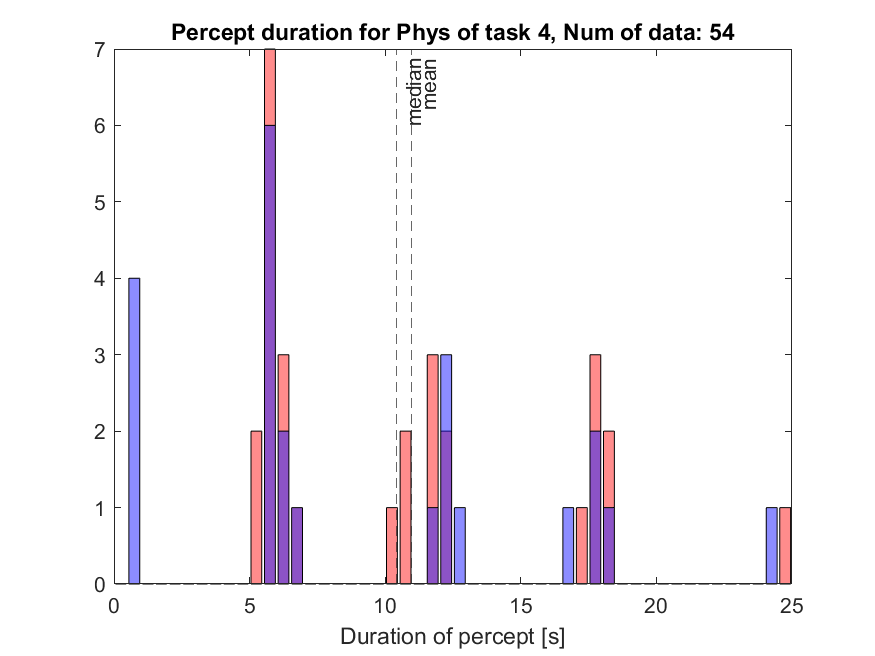 Percept duration for Phys of task 4, Num of data: 54
7
6
5
4
3
2
1
0
median
mean
0 5 10 15 20 25
Duration of percept [s]